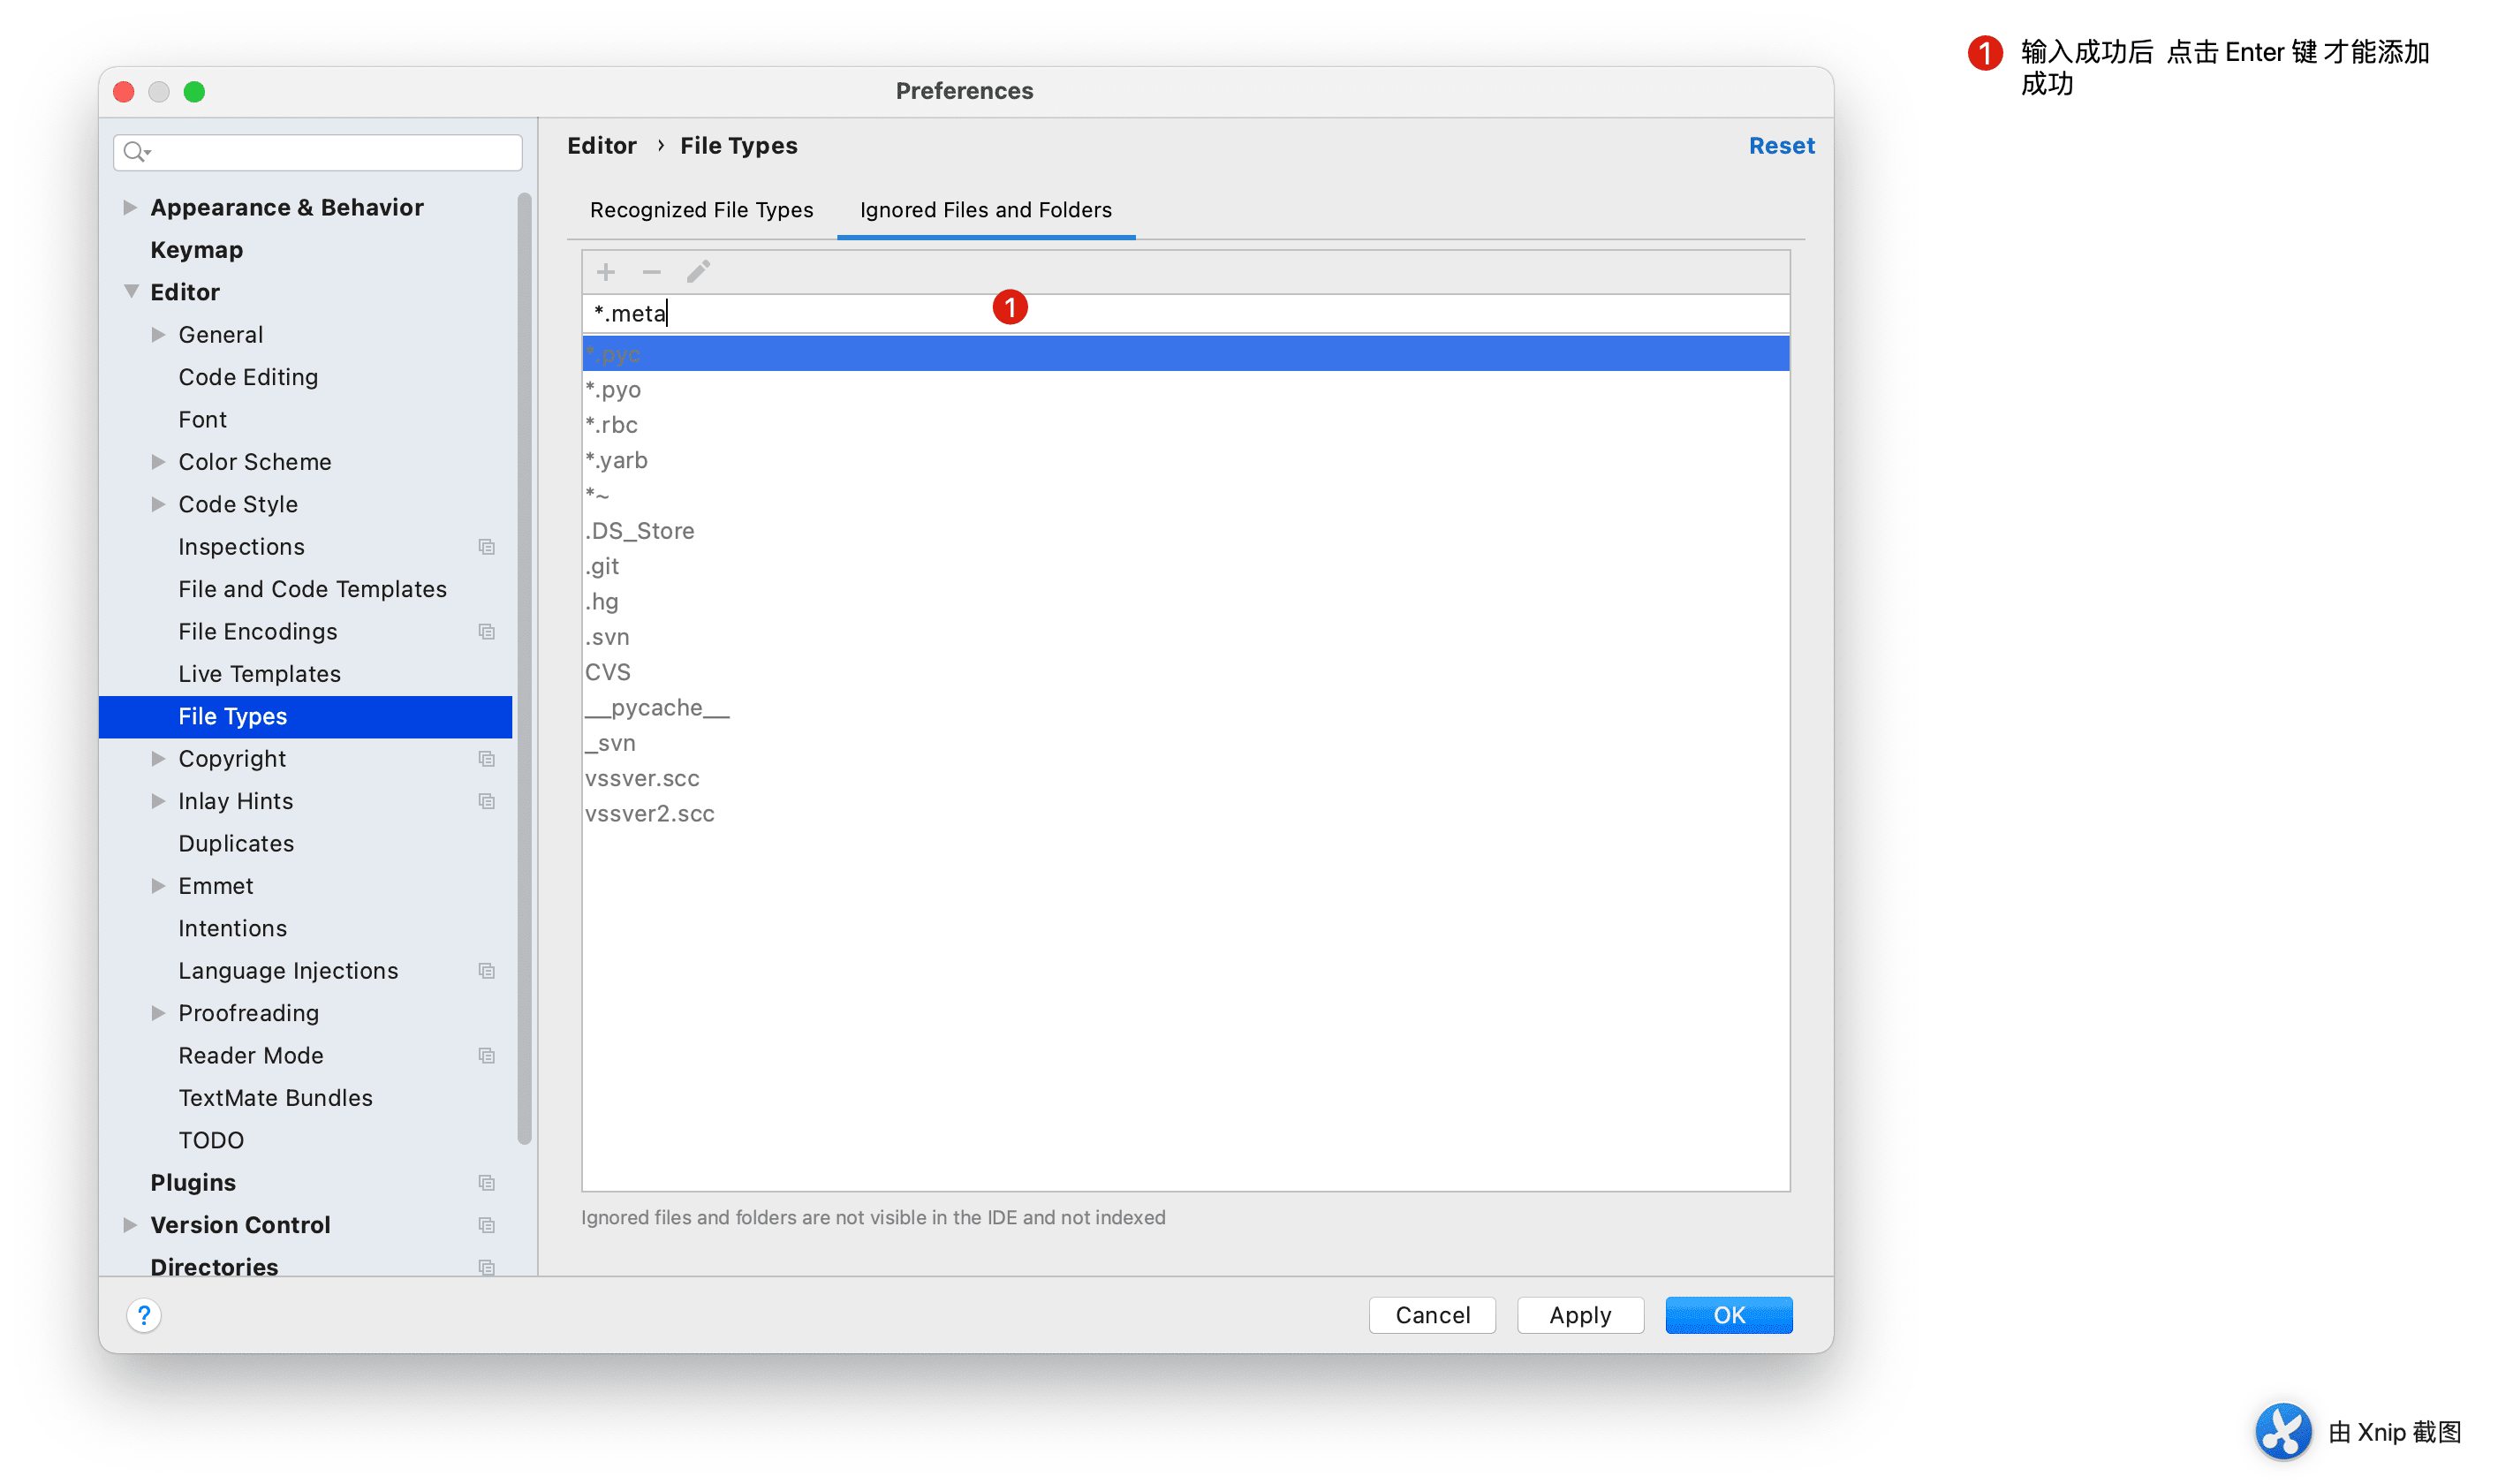 1 输入成功后 点击 Enter 键 才能添加
成功
Preferences
Appearance & Behavior
Keymap
Editor
General
Code Editing
Font
Color Scheme
Code Style
Inspections
File and Code Templates
File Encodings
Live Templates
File Types
Copyright
Inlay Hints
Duplicates
Emmet
Intentions
Language Injections
Proofreading
Reader Mode
TextMate Bundles
TODO
Plugins
Version Control
Directories
Editor › File Types
Reset
Recognized File Types
Ignored Files and Folders
*.meta
1
*.pyc
*.pyo
*.rbc
*.yarb
*~
.DS_Store
.git
.hg
.svn
CVS
__pycache__
_svn
vssver.scc
vssver2.scc
Ignored files and folders are not visible in the IDE and not indexed
?
Cancel
Apply
OK
由 Xnip 截图